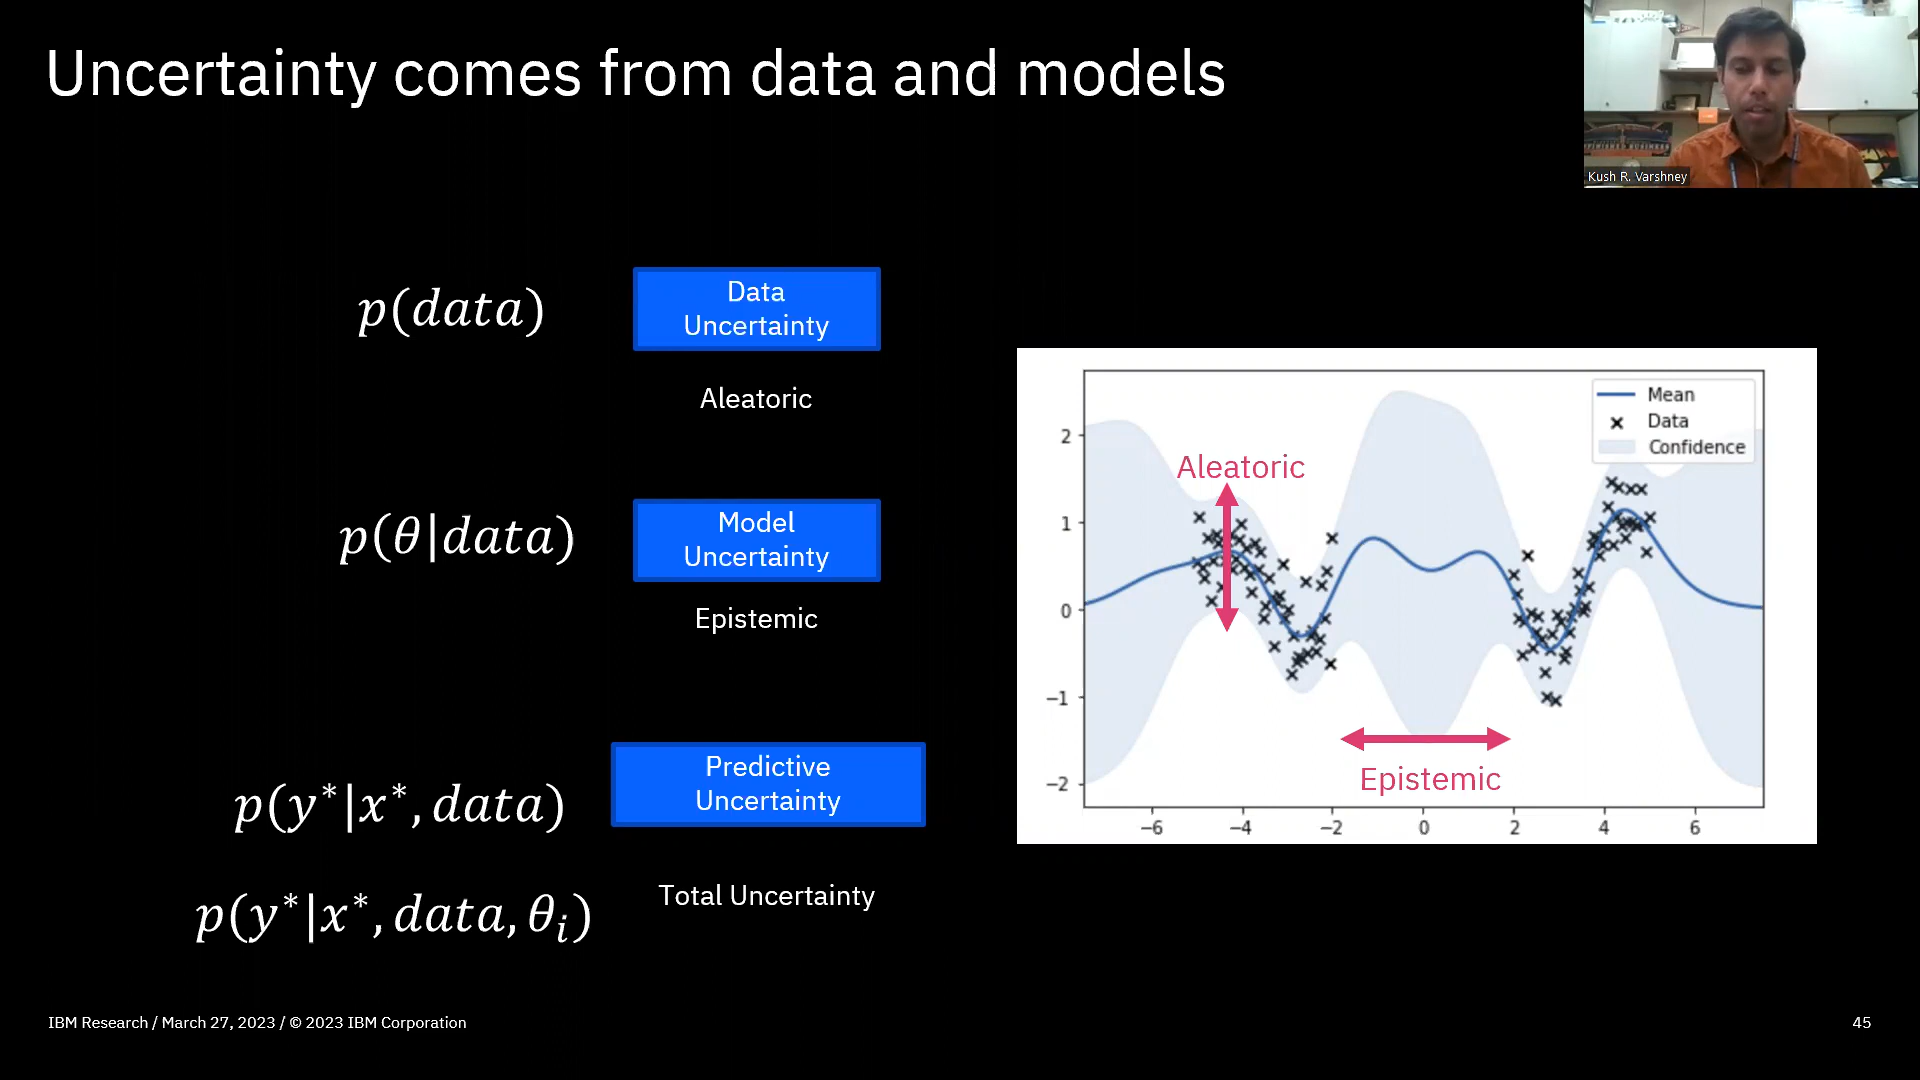 Uncertainty comes from data and models
Kush R. Varshney
p(data)
Data
Uncertainty
Aleatoric
p(θ|data)
Model
Uncertainty
Epistemic
p(y*|x*, data)
Predictive
Uncertainty
p(y*|x*, data, θᵢ)
Total Uncertainty
Mean
Data
Confidence
Aleatoric
Epistemic
2
1
0
−1
−2
−6 −4 −2 0 2 4 6
IBM Research / March 27, 2023 / © 2023 IBM Corporation
45